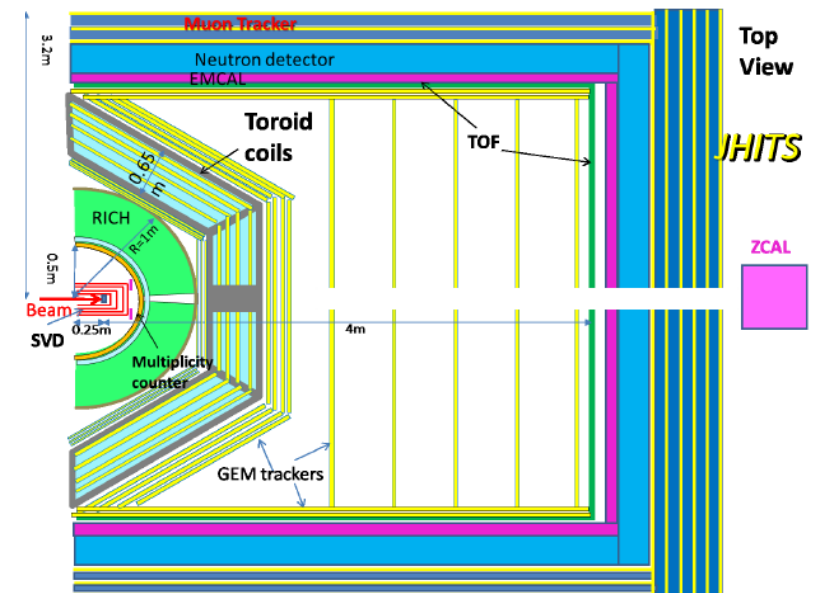 Muon Tracker
3.2m
Neutron detector
EMCAL
Top
View
Toroid
coils
TOF
JHITS
0.65
m
RICH
R=1m
0.5m
ZCAL
Beam
0.25m
4m
SVD
Multiplicity
counter
GEM trackers